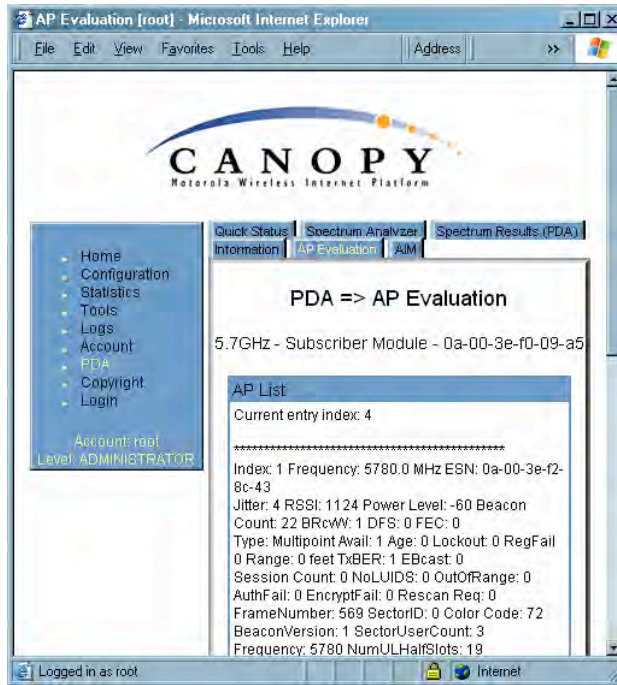 AP Evaluation [root] - Microsoft Internet Explorer
File Edit View Favorites Tools Help Address »
CANOPY
Motorola Wireless Internet Platform
Quick Status Spectrum Analyzer Spectrum Results (PDA)
Information AP Evaluation AIM
Home
Configuration
Statistics
Tools
Logs
Account
PDA
Copyright
Login
Account: root
Level: ADMINISTRATOR
PDA => AP Evaluation
5.7GHz - Subscriber Module - 0a-00-3e-f0-09-a5
AP List
Current entry index: 4
*********************************************
Index: 1 Frequency: 5780.0 MHz ESN: 0a-00-3e-f2-
8c-43
Jitter: 4 RSSI: 1124 Power Level: -60 Beacon
Count: 22 BRcvW: 1 DFS: 0 FEC: 0
Type: Multipoint Avail: 1 Age: 0 Lockout: 0 RegFail
0 Range: 0 feet TxBER: 1 EBcast: 0
Session Count: 0 NoLUIDS: 0 OutOfRange: 0
AuthFail: 0 EncryptFail: 0 Rescan Req: 0
FrameNumber: 569 SectorID: 0 Color Code: 72
BeaconVersion: 1 SectorUserCount: 3
Frequency: 5780 NumULHalfSlots: 19
Logged in as root
Internet